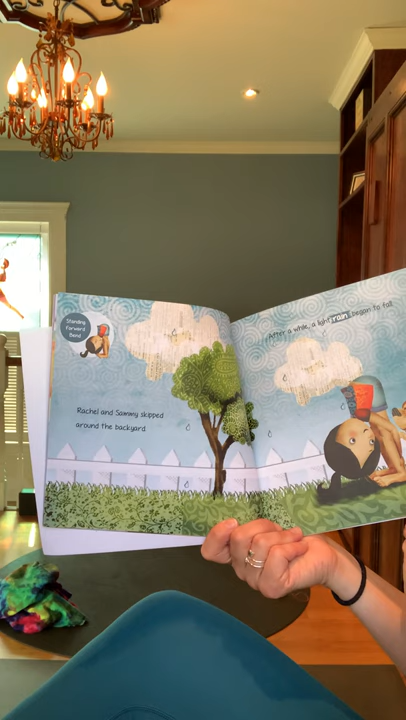 Standing
Forward
Bend
Rachel and Sammy skipped
around the backyard.
After a while, a light rain began to fall.